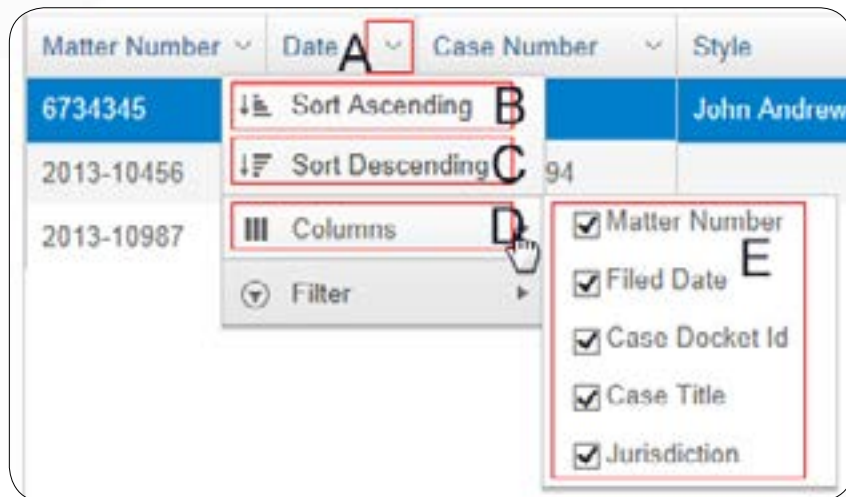 Matter Number Date A Case Number Style
6734345 Sort Ascending B John Andrew
2013-10456 Sort Descending C 94
2013-10987 Columns D Matter Number
E
Filter Filed Date
Case Docket Id
Case Title
Jurisdiction